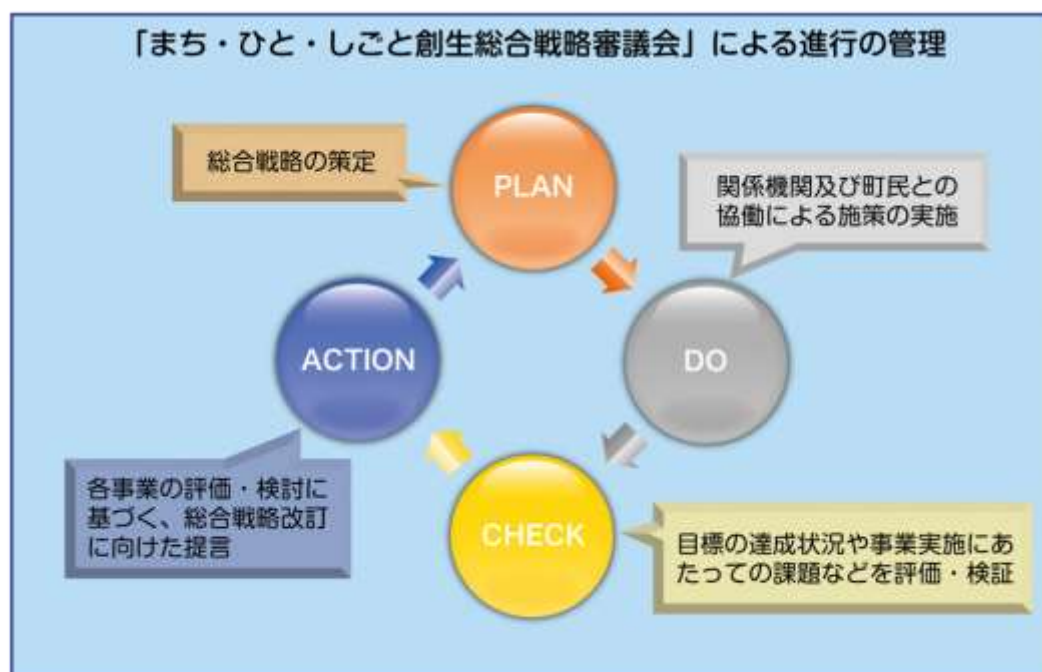 「まち・ひと・しごと創生総合戦略審議会」による進行の管理
総合戦略の策定
PLAN
関係機関及び町民との
協働による施策の実施
DO
ACTION
各事業の評価・検討に
基づく、総合戦略改訂
に向けた提言
CHECK
目標の達成状況や事業実施にあ
たっての課題などを評価・検証